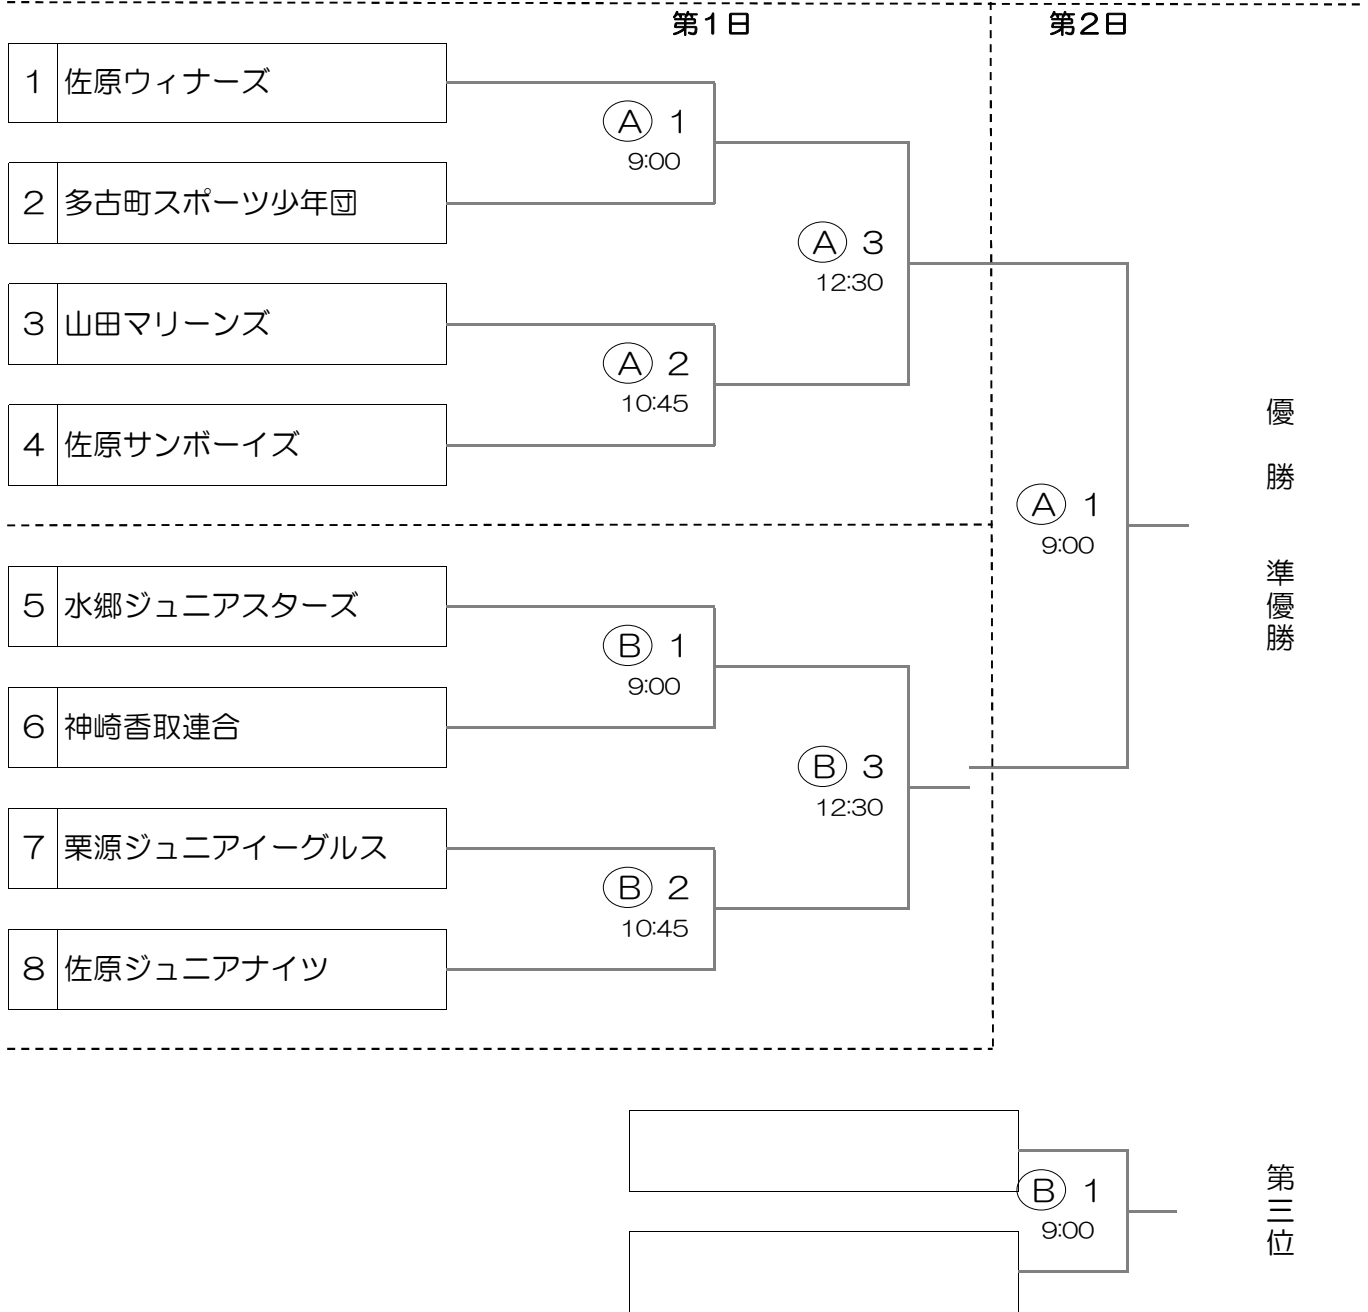 第1日
第2日
1 佐原ウィナーズ
Ⓐ 1
9:00
2 多古町スポーツ少年団
Ⓐ 3
12:30
3 山田マリーンズ
Ⓐ 2
10:45
4 佐原サンボーイズ
優勝
Ⓐ 1
9:00
準優勝
5 水郷ジュニアスターズ
Ⓑ 1
9:00
6 神崎香取連合
Ⓑ 3
12:30
7 栗源ジュニアイーグルス
Ⓑ 2
10:45
8 佐原ジュニアナイツ
Ⓑ 1
9:00
第三位